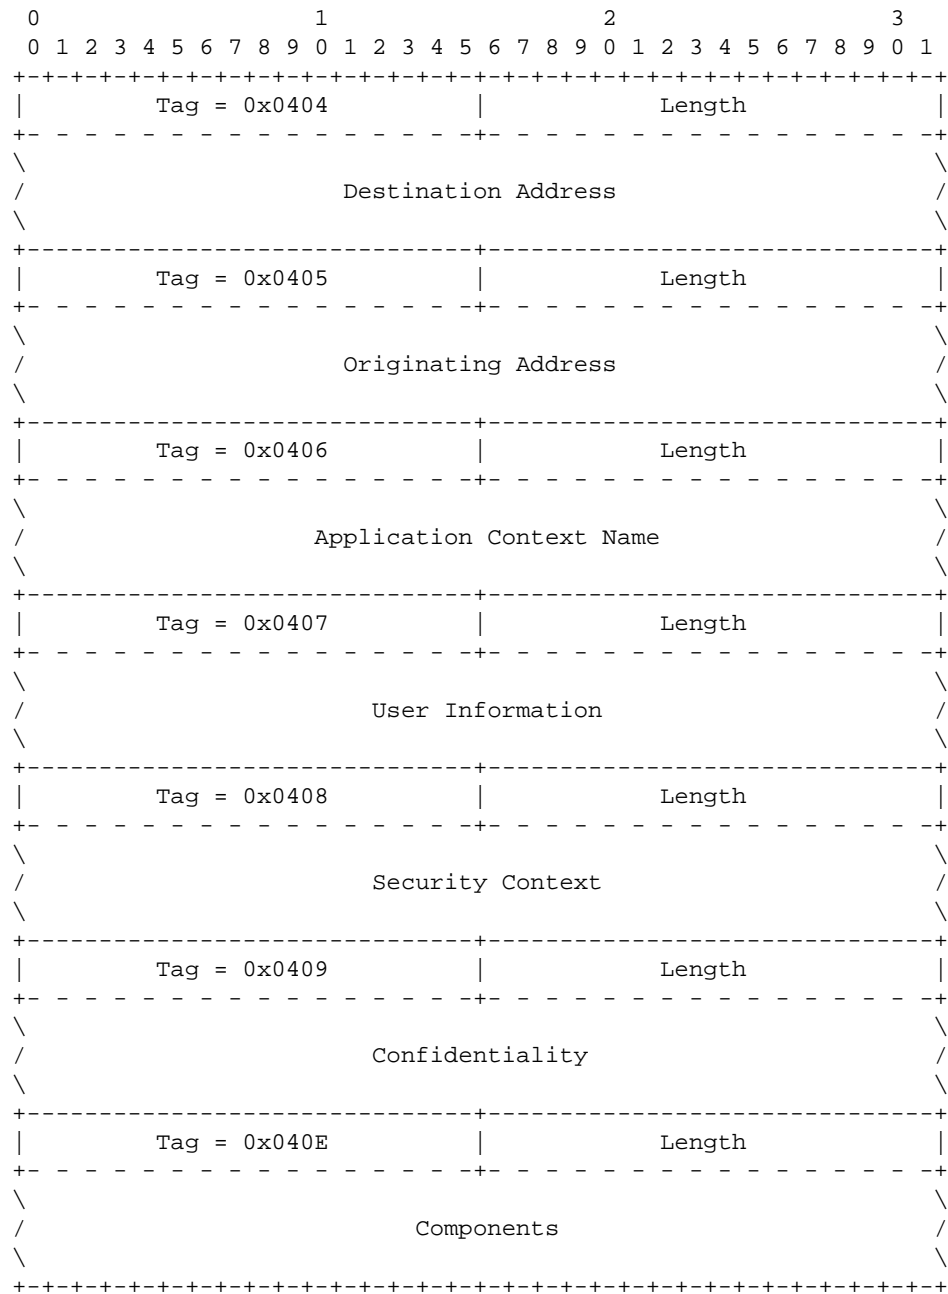 0                   1                   2                   3
 0 1 2 3 4 5 6 7 8 9 0 1 2 3 4 5 6 7 8 9 0 1 2 3 4 5 6 7 8 9 0 1
+-+-+-+-+-+-+-+-+-+-+-+-+-+-+-+-+-+-+-+-+-+-+-+-+-+-+-+-+-+-+-+-+
|         Tag = 0x0404          |            Length             |
+- - - - - - - - - - - - - - - -+- - - - - - - - - - - - - - - -+
\                                                               \
/                      Destination Address                      /
\                                                               \
+-------------------------------+-------------------------------+
|         Tag = 0x0405          |            Length             |
+- - - - - - - - - - - - - - - -+- - - - - - - - - - - - - - - -+
\                                                               \
/                      Originating Address                      /
\                                                               \
+-------------------------------+-------------------------------+
|         Tag = 0x0406          |            Length             |
+- - - - - - - - - - - - - - - -+- - - - - - - - - - - - - - - -+
\                                                               \
/                    Application Context Name                   /
\                                                               \
+-------------------------------+-------------------------------+
|         Tag = 0x0407          |            Length             |
+- - - - - - - - - - - - - - - -+- - - - - - - - - - - - - - - -+
\                                                               \
/                        User Information                       /
\                                                               \
+-------------------------------+-------------------------------+
|         Tag = 0x0408          |            Length             |
+- - - - - - - - - - - - - - - -+- - - - - - - - - - - - - - - -+
\                                                               \
/                        Security Context                       /
\                                                               \
+-------------------------------+-------------------------------+
|         Tag = 0x0409          |            Length             |
+- - - - - - - - - - - - - - - -+- - - - - - - - - - - - - - - -+
\                                                               \
/                        Confidentiality                        /
\                                                               \
+-------------------------------+-------------------------------+
|         Tag = 0x040E          |            Length             |
+- - - - - - - - - - - - - - - -+- - - - - - - - - - - - - - - -+
\                                                               \
/                           Components                          /
\                                                               \
+-+-+-+-+-+-+-+-+-+-+-+-+-+-+-+-+-+-+-+-+-+-+-+-+-+-+-+-+-+-+-+-+